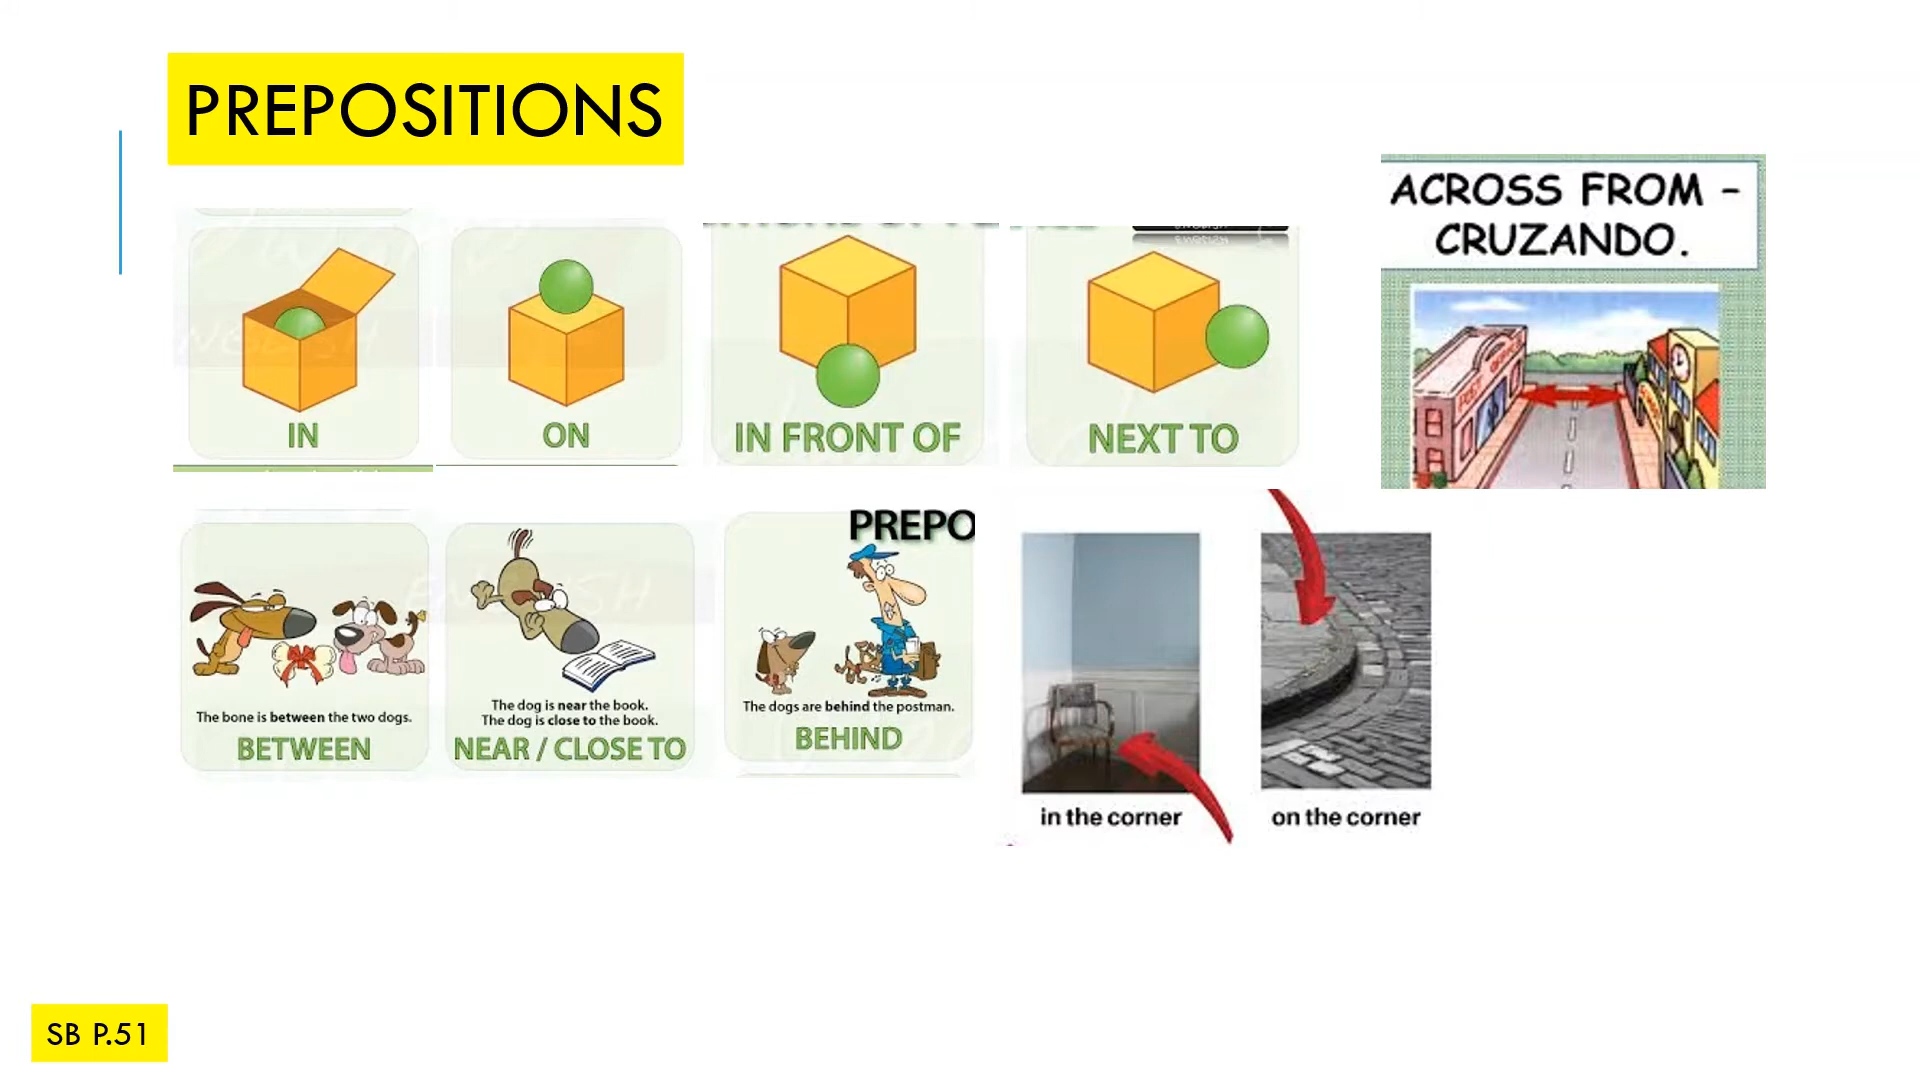 PREPOSITIONS
IN
ON
IN FRONT OF
NEXT TO
ACROSS FROM –
CRUZANDO.
POST OFFICE
The bone is between the two dogs.
BETWEEN
The dog is near the book.
The dog is close to the book.
NEAR / CLOSE TO
PREPO
The dogs are behind the postman.
BEHIND
in the corner
on the corner
SB P.51